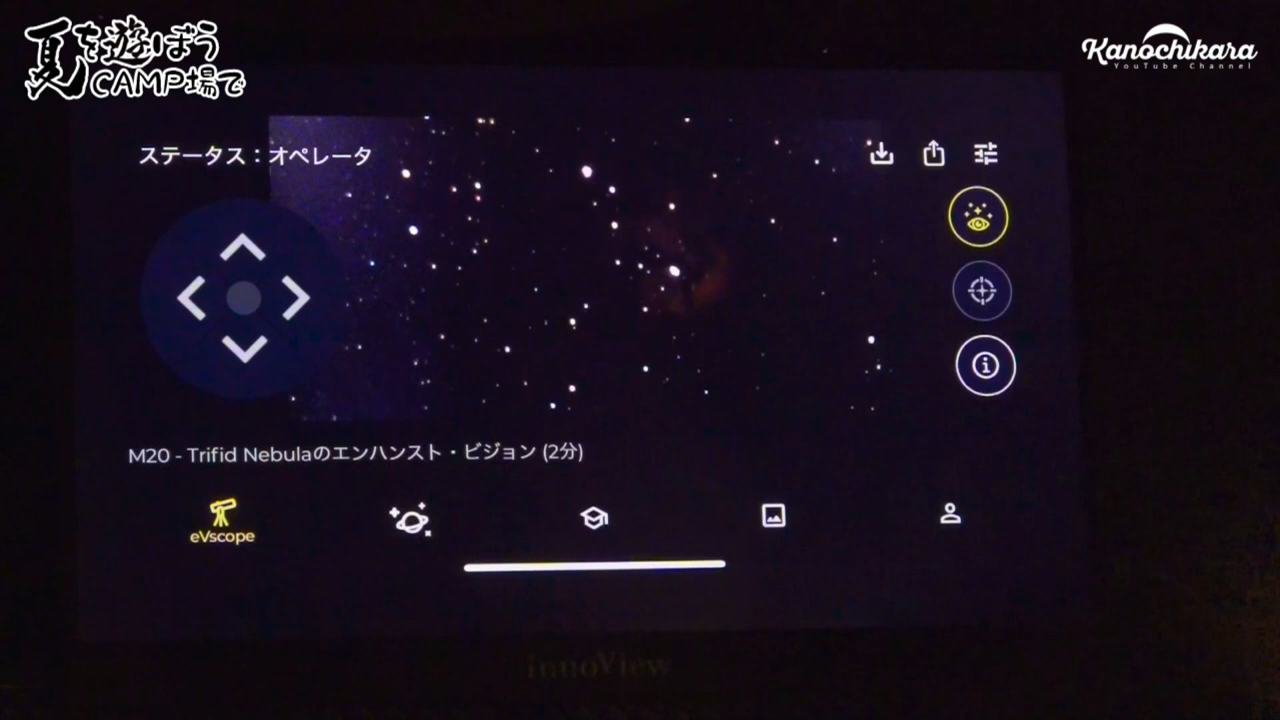 夏を遊ぼう
CAMP場で
Kanochikara
YouTube Channel
ステータス：オペレータ
M20 - Trifid Nebulaのエンハンスト・ビジョン (2分)
eVscope
InnoView